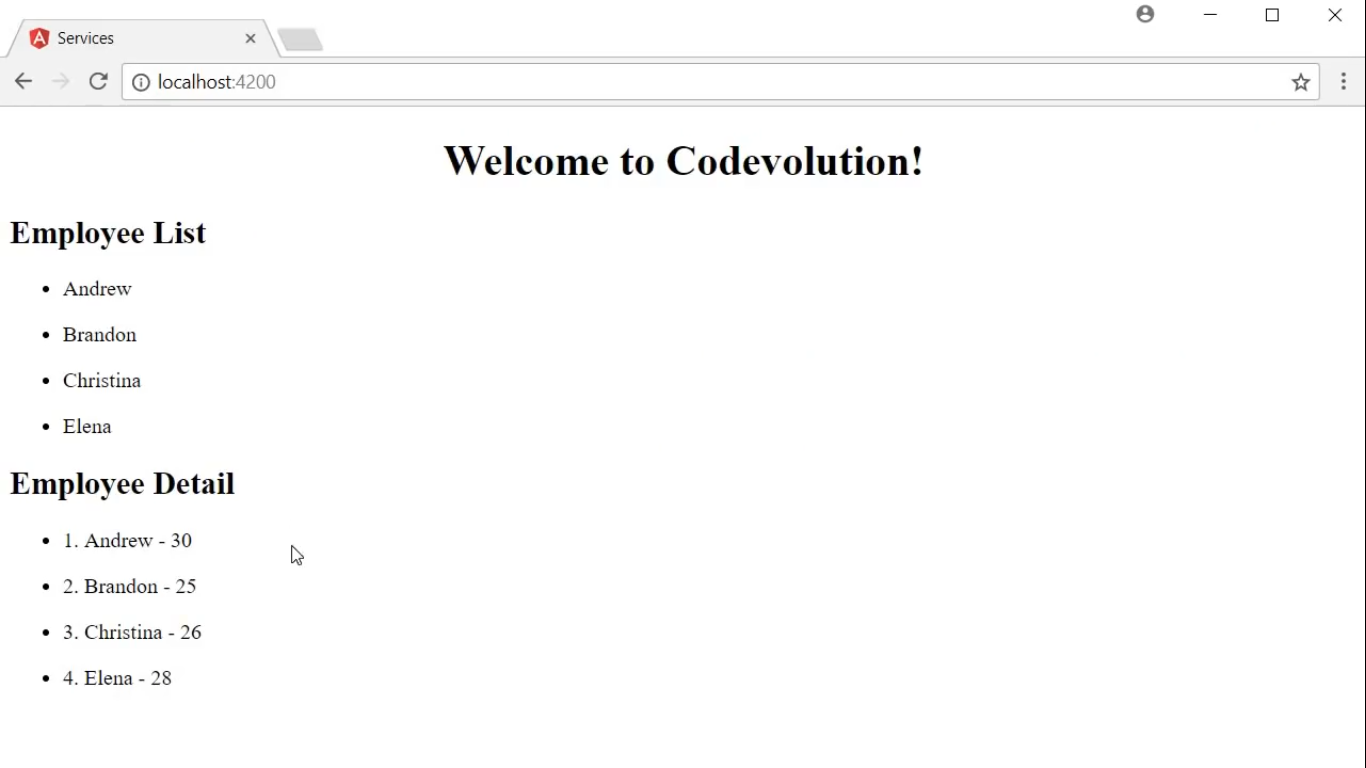 Services
localhost:4200
Welcome to Codevolution!
Employee List
• Andrew
• Brandon
• Christina
• Elena
Employee Detail
• 1. Andrew - 30
• 2. Brandon - 25
• 3. Christina - 26
• 4. Elena - 28